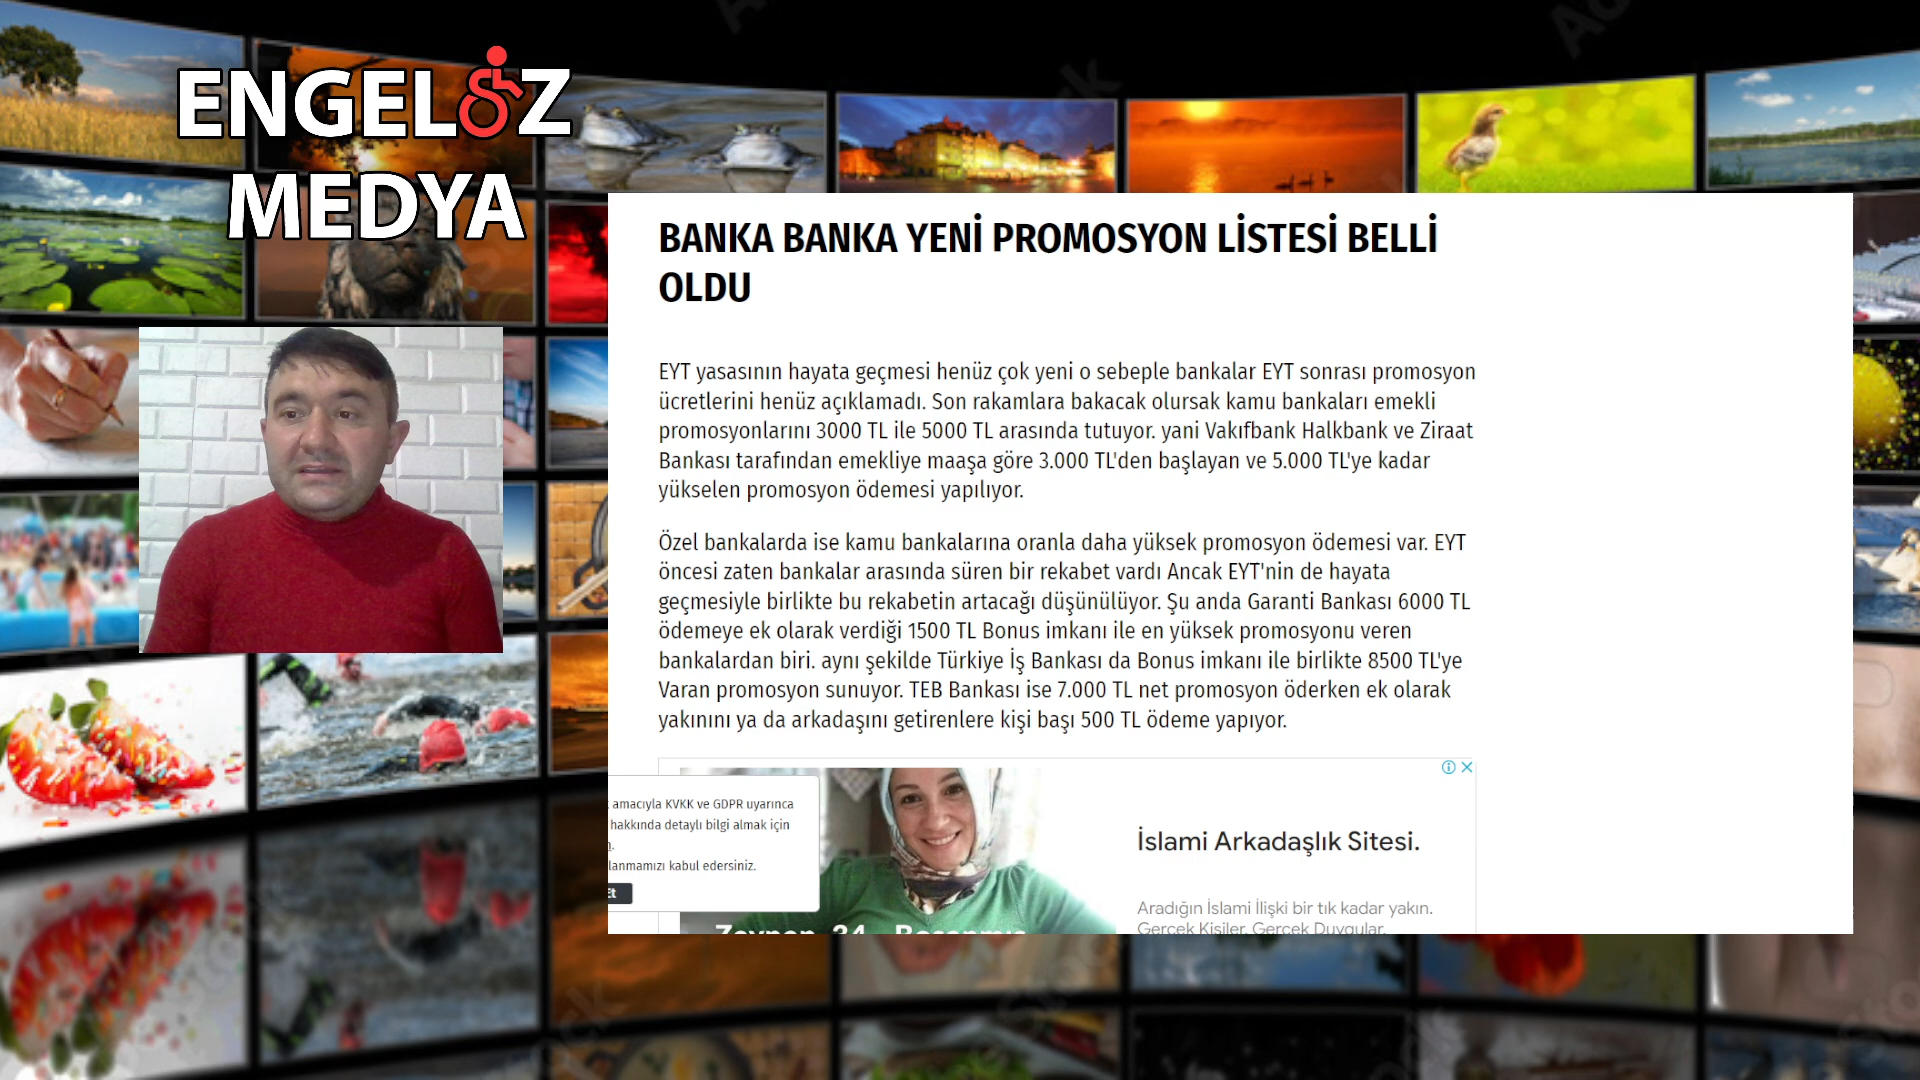 ENGELSİZ
MEDYA
BANKA BANKA YENİ PROMOSYON LİSTESİ BELLİ
OLDU
EYT yasasının hayata geçmesi henüz çok yeni o sebeple bankalar EYT sonrası promosyon
ücretlerini henüz açıklamadı. Son rakamlara bakacak olursak kamu bankaları emekli
promosyonlarını 3000 TL ile 5000 TL arasında tutuyor. yani Vakıfbank Halkbank ve Ziraat
Bankası tarafından emekliye maaşa göre 3.000 TL'den başlayan ve 5.000 TL'ye kadar
yükselen promosyon ödemesi yapılıyor.
Özel bankalarda ise kamu bankalarına oranla daha yüksek promosyon ödemesi var. EYT
öncesi zaten bankalar arasında süren bir rekabet vardı Ancak EYT'nin de hayata
geçmesiyle birlikte bu rekabetin artacağı düşünülüyor. Şu anda Garanti Bankası 6000 TL
ödemeye ek olarak verdiği 1500 TL Bonus imkanı ile en yüksek promosyonu veren
bankalardan biri. aynı şekilde Türkiye İş Bankası da Bonus imkanı ile birlikte 8500 TL'ye
Varan promosyon sunuyor. TEB Bankası ise 7.000 TL net promosyon öderken ek olarak
yakınını ya da arkadaşını getirenlere kişi başı 500 TL ödeme yapıyor.
amacıyla KVKK ve GDPR uyarınca
hakkında detaylı bilgi almak için
lanmamızı kabul edersiniz.
Et
İslami Arkadaşlık Sitesi.
Aradığın İslami İlişki bir tık kadar yakın.
Gerçek Kişiler. Gerçek Duygular.
Zeynep, 34 - Boşanmış